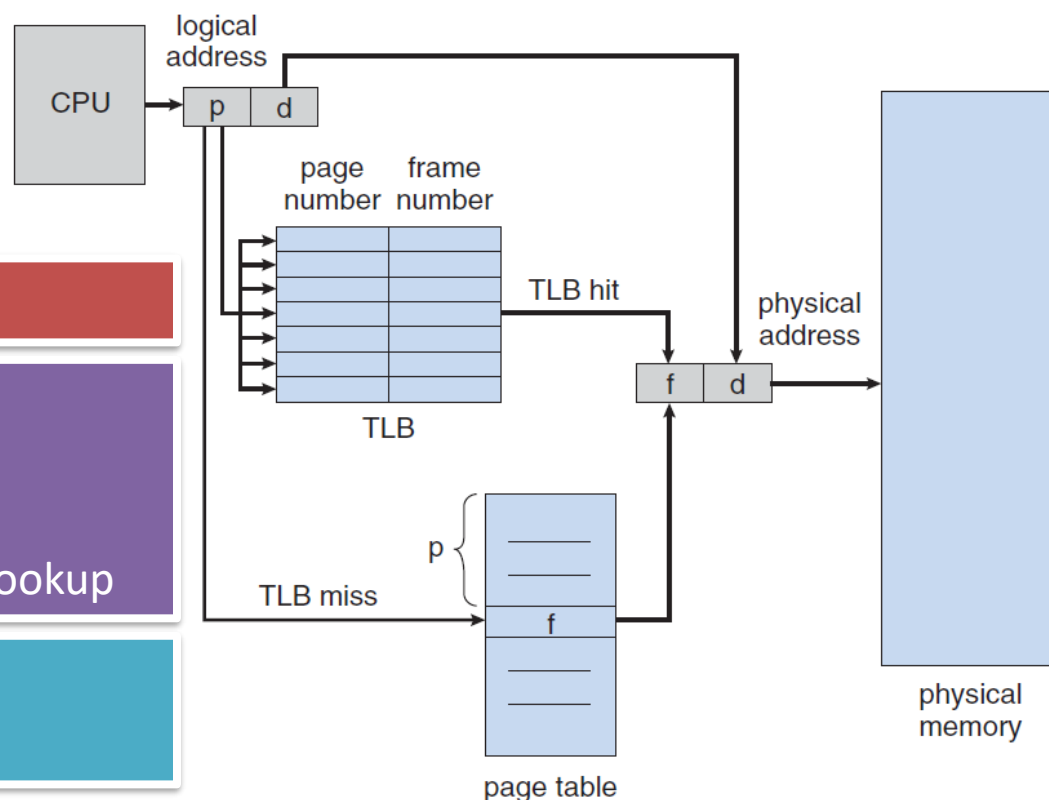 logical
address
CPU
p d
page frame
number number
TLB hit
physical
address
f d
TLB
p
ookup
TLB miss
f
physical
memory
page table